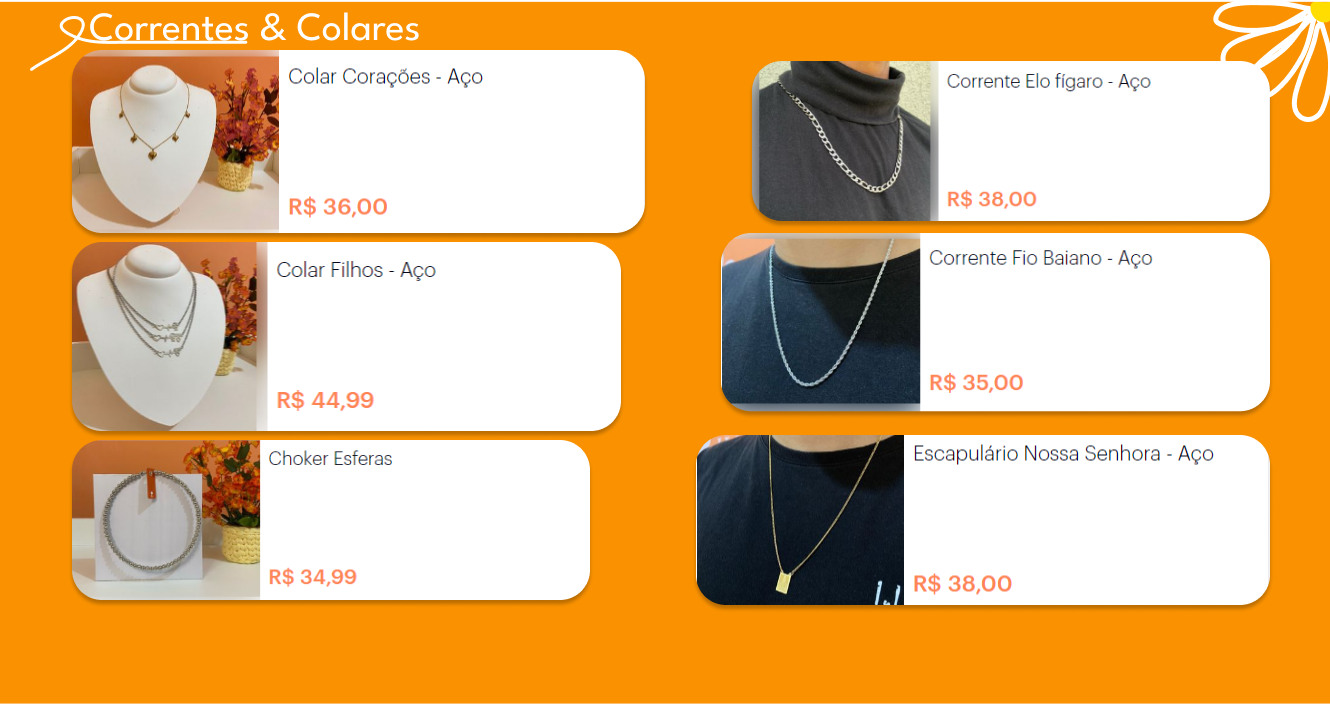 Correntes & Colares
Colar Corações - Aço
R$ 36,00
Colar Filhos - Aço
R$ 44,99
Choker Esferas
R$ 34,99
Corrente Elo fígaro - Aço
R$ 38,00
Corrente Fio Baiano - Aço
R$ 35,00
Escapulário Nossa Senhora - Aço
R$ 38,00